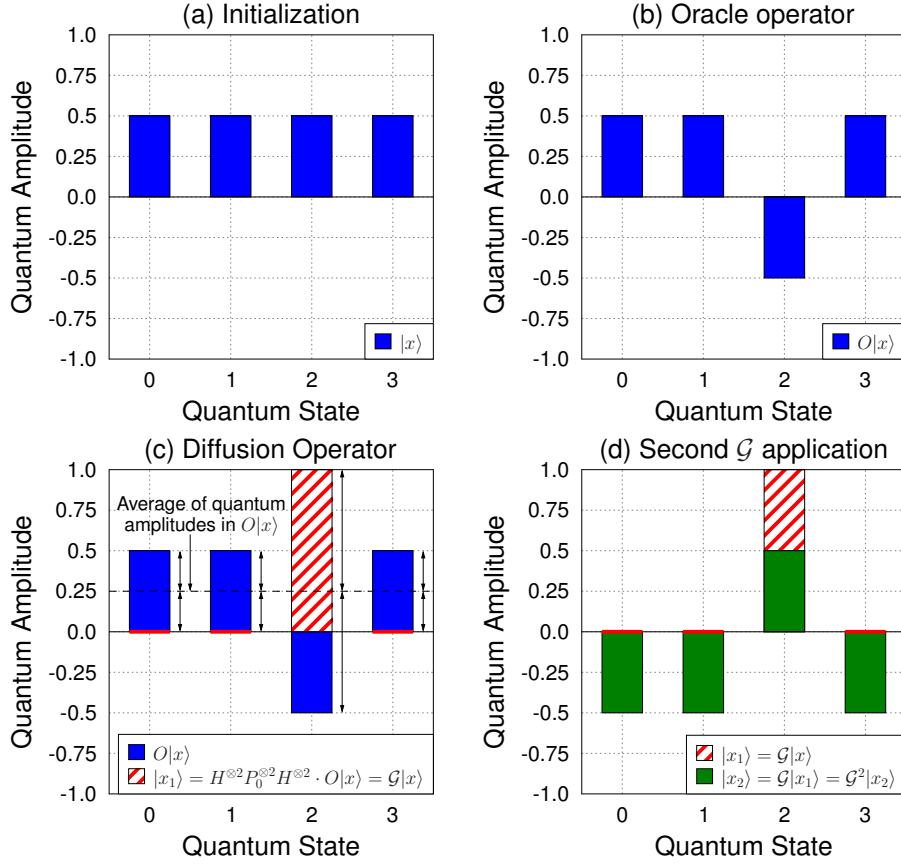 (a) Initialization
Quantum Amplitude
1.0
0.75
0.5
0.25
0.0
-0.25
-0.5
-0.75
-1.0
|x⟩
0 1 2 3
Quantum State
(b) Oracle operator
Quantum Amplitude
1.0
0.75
0.5
0.25
0.0
-0.25
-0.5
-0.75
-1.0
O|x⟩
0 1 2 3
Quantum State
(c) Diffusion Operator
Quantum Amplitude
1.0
0.75
0.5
0.25
0.0
-0.25
-0.5
-0.75
-1.0
Average of quantum
amplitudes in O|x⟩
O|x⟩
|x₁⟩ = H^{⊗2}P₀^{⊗2}H^{⊗2} · O|x⟩ = 𝒢|x⟩
0 1 2 3
Quantum State
(d) Second 𝒢 application
Quantum Amplitude
1.0
0.75
0.5
0.25
0.0
-0.25
-0.5
-0.75
-1.0
|x₁⟩ = 𝒢|x⟩
|x₂⟩ = 𝒢|x₁⟩ = 𝒢²|x₂⟩
0 1 2 3
Quantum State